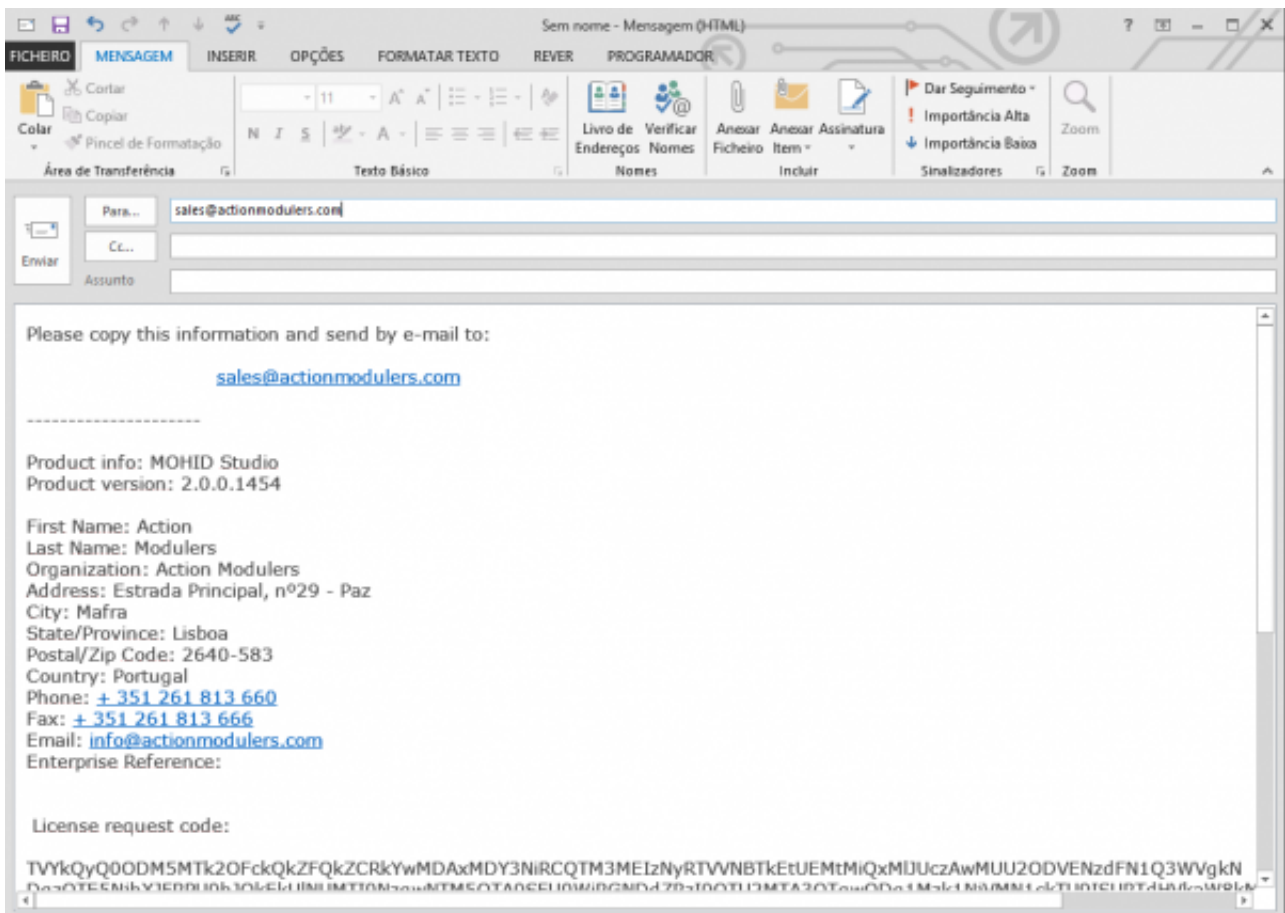 Sem nome - Mensagem (HTML)
FICHEIRO MENSAGEM INSERIR OPÇÕES FORMATAR TEXTO REVER PROGRAMADOR
Colar
Cortar
Copiar
Pincel de Formatação
Área de Transferência
11
N I S
Texto Básico
Livro de Endereços
Verificar Nomes
Nomes
Anexar Ficheiro
Anexar Item
Assinatura
Incluir
Dar Seguimento
Importância Alta
Importância Baixa
Sinalizadores
Zoom
Zoom
Enviar
Para... sales@actionmodulers.com
Cc...
Assunto
Please copy this information and send by e-mail to:
sales@actionmodulers.com
---------------------
Product info: MOHID Studio
Product version: 2.0.0.1454
First Name: Action
Last Name: Modulers
Organization: Action Modulers
Address: Estrada Principal, nº29 - Paz
City: Mafra
State/Province: Lisboa
Postal/Zip Code: 2640-583
Country: Portugal
Phone: + 351 261 813 660
Fax: + 351 261 813 666
Email: info@actionmodulers.com
Enterprise Reference:
License request code: